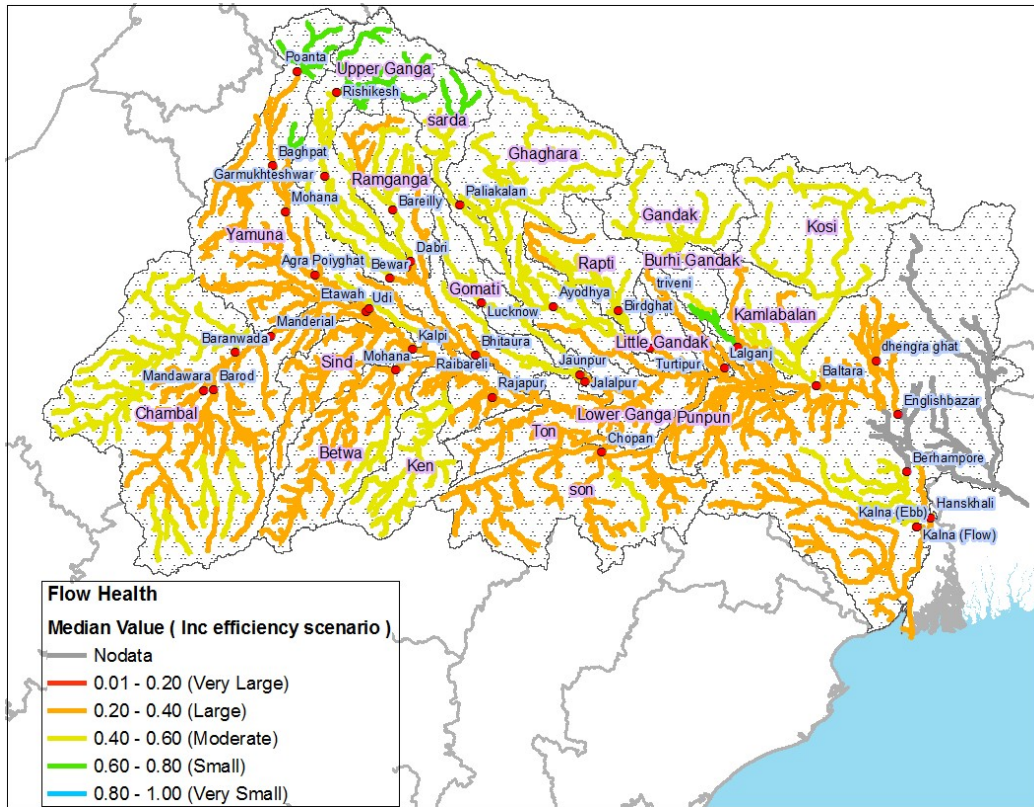 Poanta
Upper Ganga
Rishikesh
sarda
Baghpat
Ghaghara
Garmukhteshwar
Ramganga
Paliakalan
Mohana
Bareilly
Gandak
Kosi
Yamuna
Dabri
Burhi Gandak
Agra Poiyghat
Bewar
Rapti
triveni
Gomati
Ayodhya
Etawah
Udi
Lucknow
Birdghat
Kamlabalan
Manderial
Baranwada
Kalpi
Bhitaura
Little Gandak
dhengra ghat
Sind
Mohana
Raibareli
Jaunpur
Turtipur
Lalganj
Baltara
Mandawara
Barod
Rajapur
Jalalpur
Chambal
Lower Ganga
Punpun
Englishbazar
Ton
Chopan
Betwa
Ken
son
Berhampore
Hanskhali
Kalna (Ebb)
Kalna (Flow)
Flow Health
Median Value ( Inc efficiency scenario )
Nodata
0.01 - 0.20 (Very Large)
0.20 - 0.40 (Large)
0.40 - 0.60 (Moderate)
0.60 - 0.80 (Small)
0.80 - 1.00 (Very Small)